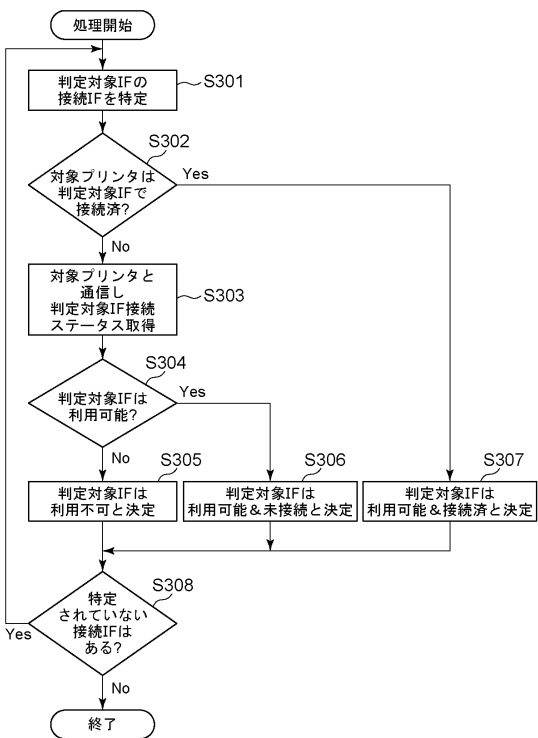 処理開始
判定対象IFの
接続IFを特定
S301
S302
対象プリンタは
判定対象IFで
接続済?
Yes
No
対象プリンタと
通信し
判定対象IF接続
ステータス取得
S303
S304
判定対象IFは
利用可能?
Yes
No
S305
判定対象IFは
利用不可と決定
S306
判定対象IFは
利用可能&未接続と決定
S307
判定対象IFは
利用可能&接続済と決定
S308
特定
されていない
接続IFは
ある?
Yes
No
終了